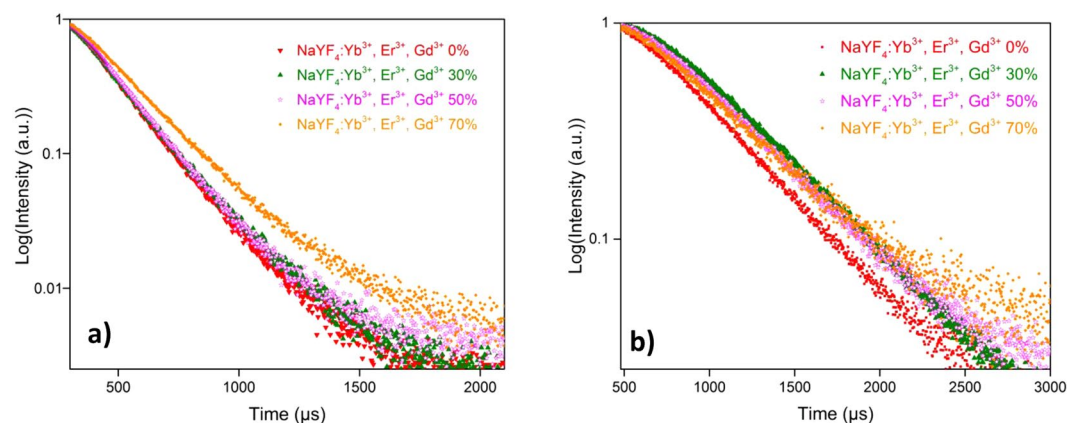 1
0.1
0.01
Log(Intensity (a.u.))
NaYF₄:Yb³⁺, Er³⁺, Gd³⁺ 0%
NaYF₄:Yb³⁺, Er³⁺, Gd³⁺ 30%
NaYF₄:Yb³⁺, Er³⁺, Gd³⁺ 50%
NaYF₄:Yb³⁺, Er³⁺, Gd³⁺ 70%
a)
500 1000 1500 2000
Time (µs)
1
0.1
Log(Intensity (a.u.))
NaYF₄:Yb³⁺, Er³⁺, Gd³⁺ 0%
NaYF₄:Yb³⁺, Er³⁺, Gd³⁺ 30%
NaYF₄:Yb³⁺, Er³⁺, Gd³⁺ 50%
NaYF₄:Yb³⁺, Er³⁺, Gd³⁺ 70%
b)
500 1000 1500 2000 2500 3000
Time (µs)